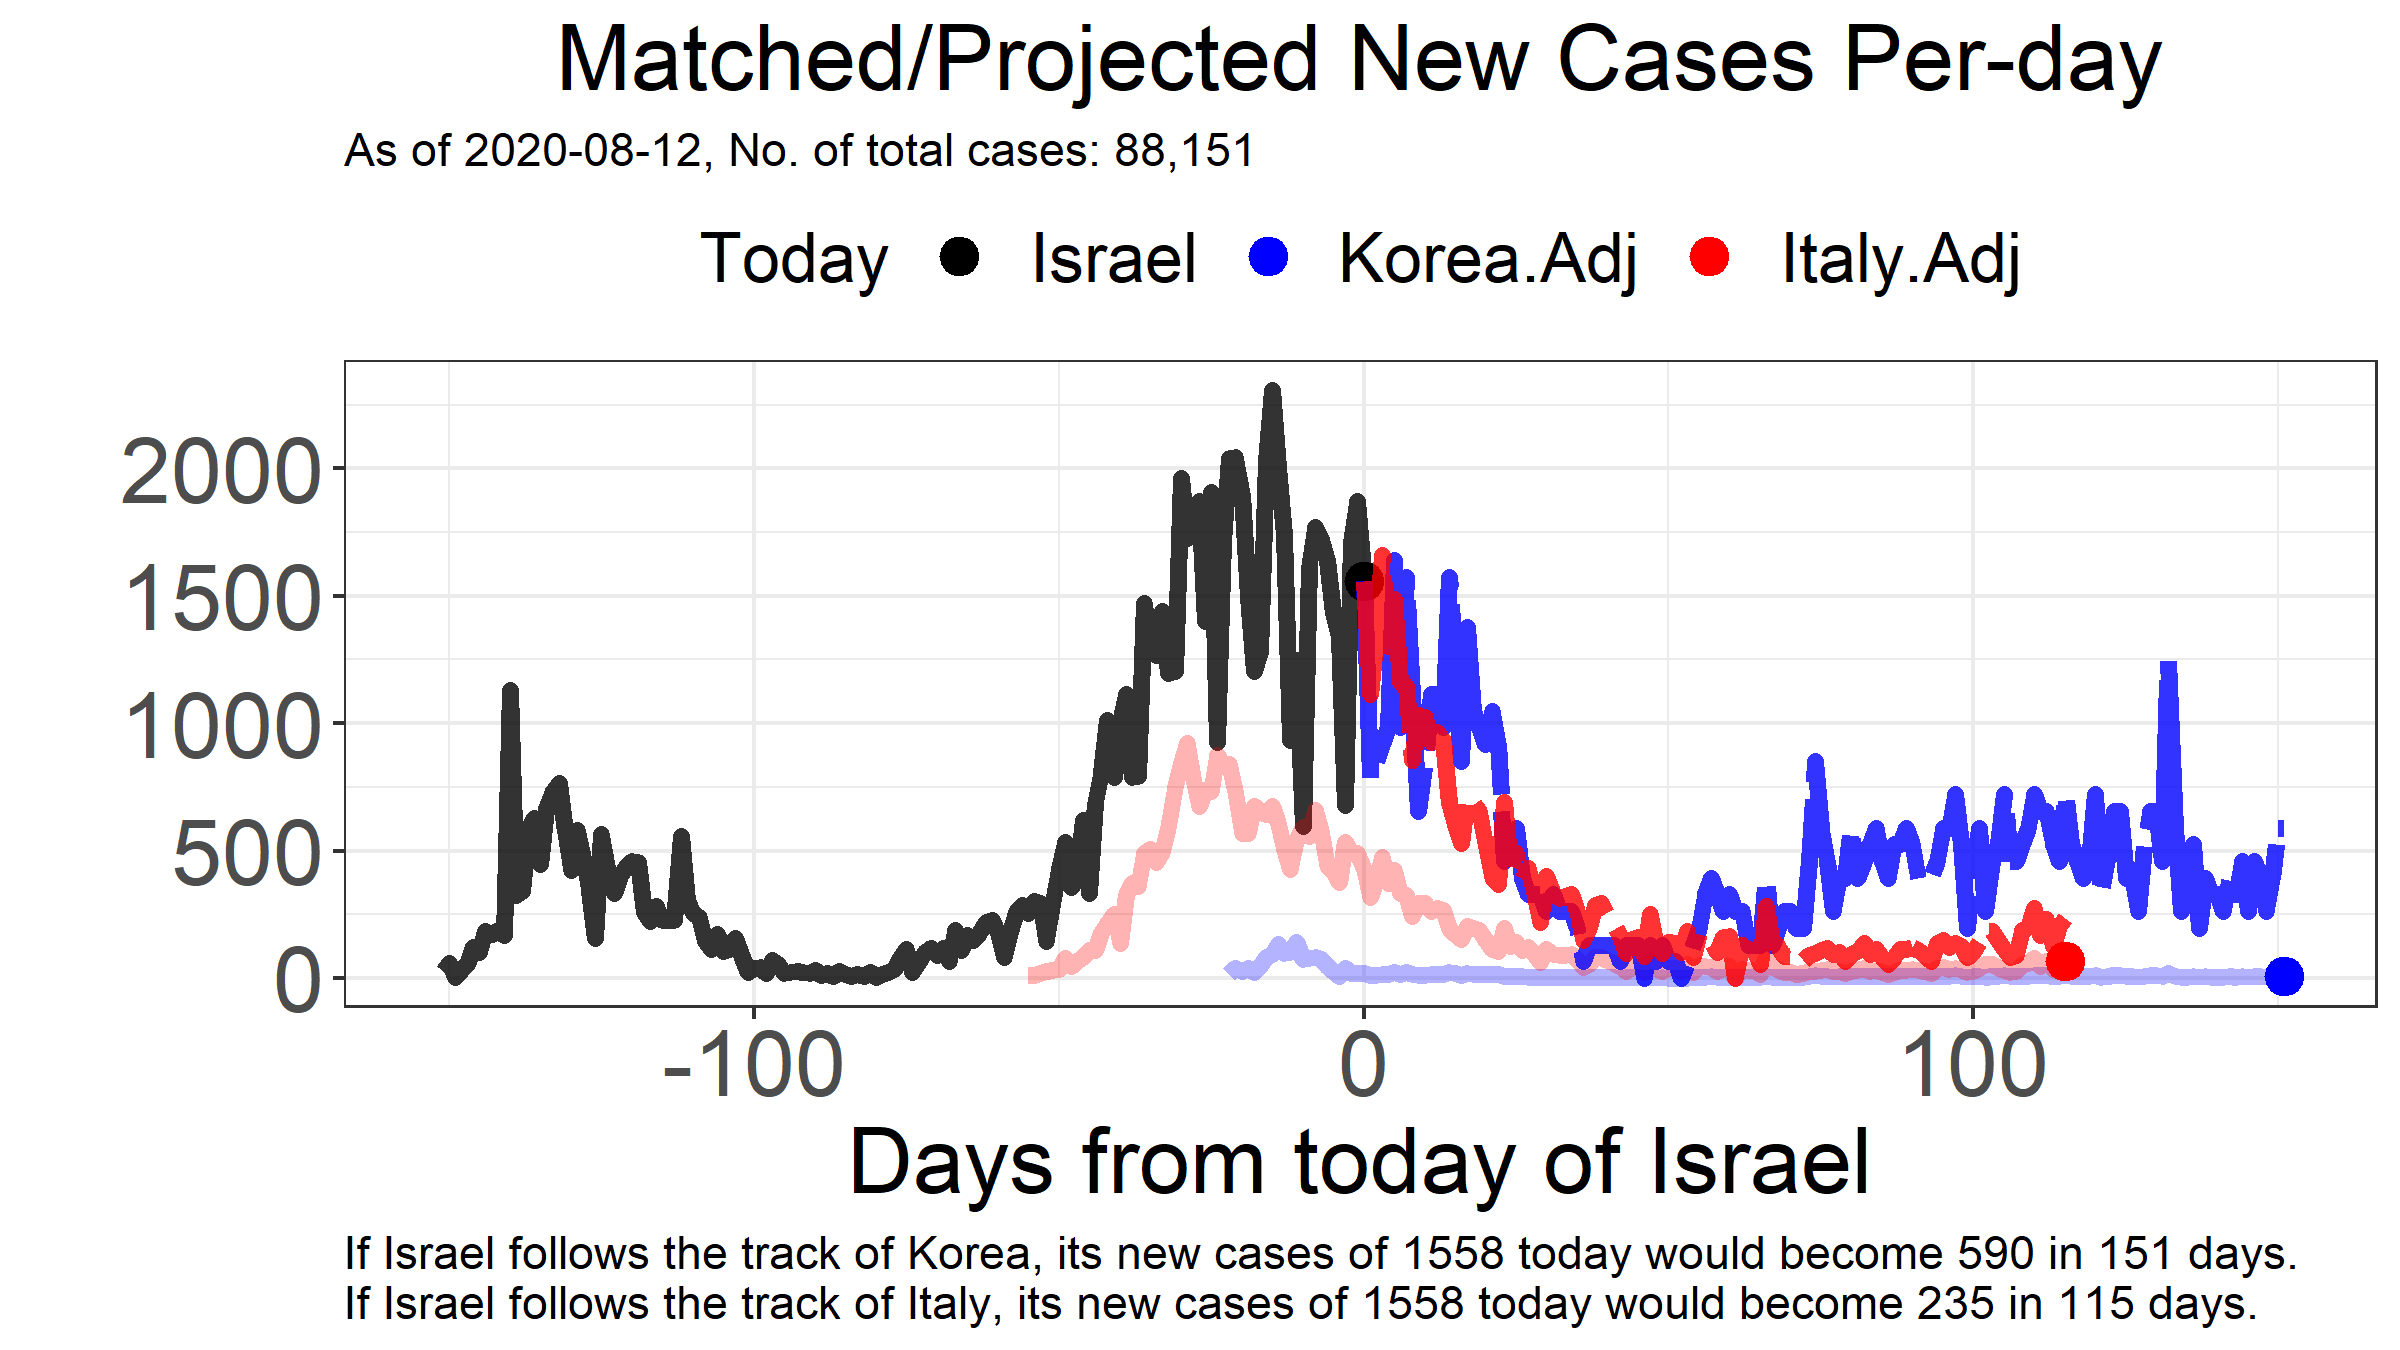 Matched/Projected New Cases Per-day
As of 2020-08-12, No. of total cases: 88,151
Today Israel Korea.Adj Italy.Adj
2000
1500
1000
500
0
-100 0 100
Days from today of Israel
If Israel follows the track of Korea, its new cases of 1558 today would become 590 in 151 days.
If Israel follows the track of Italy, its new cases of 1558 today would become 235 in 115 days.